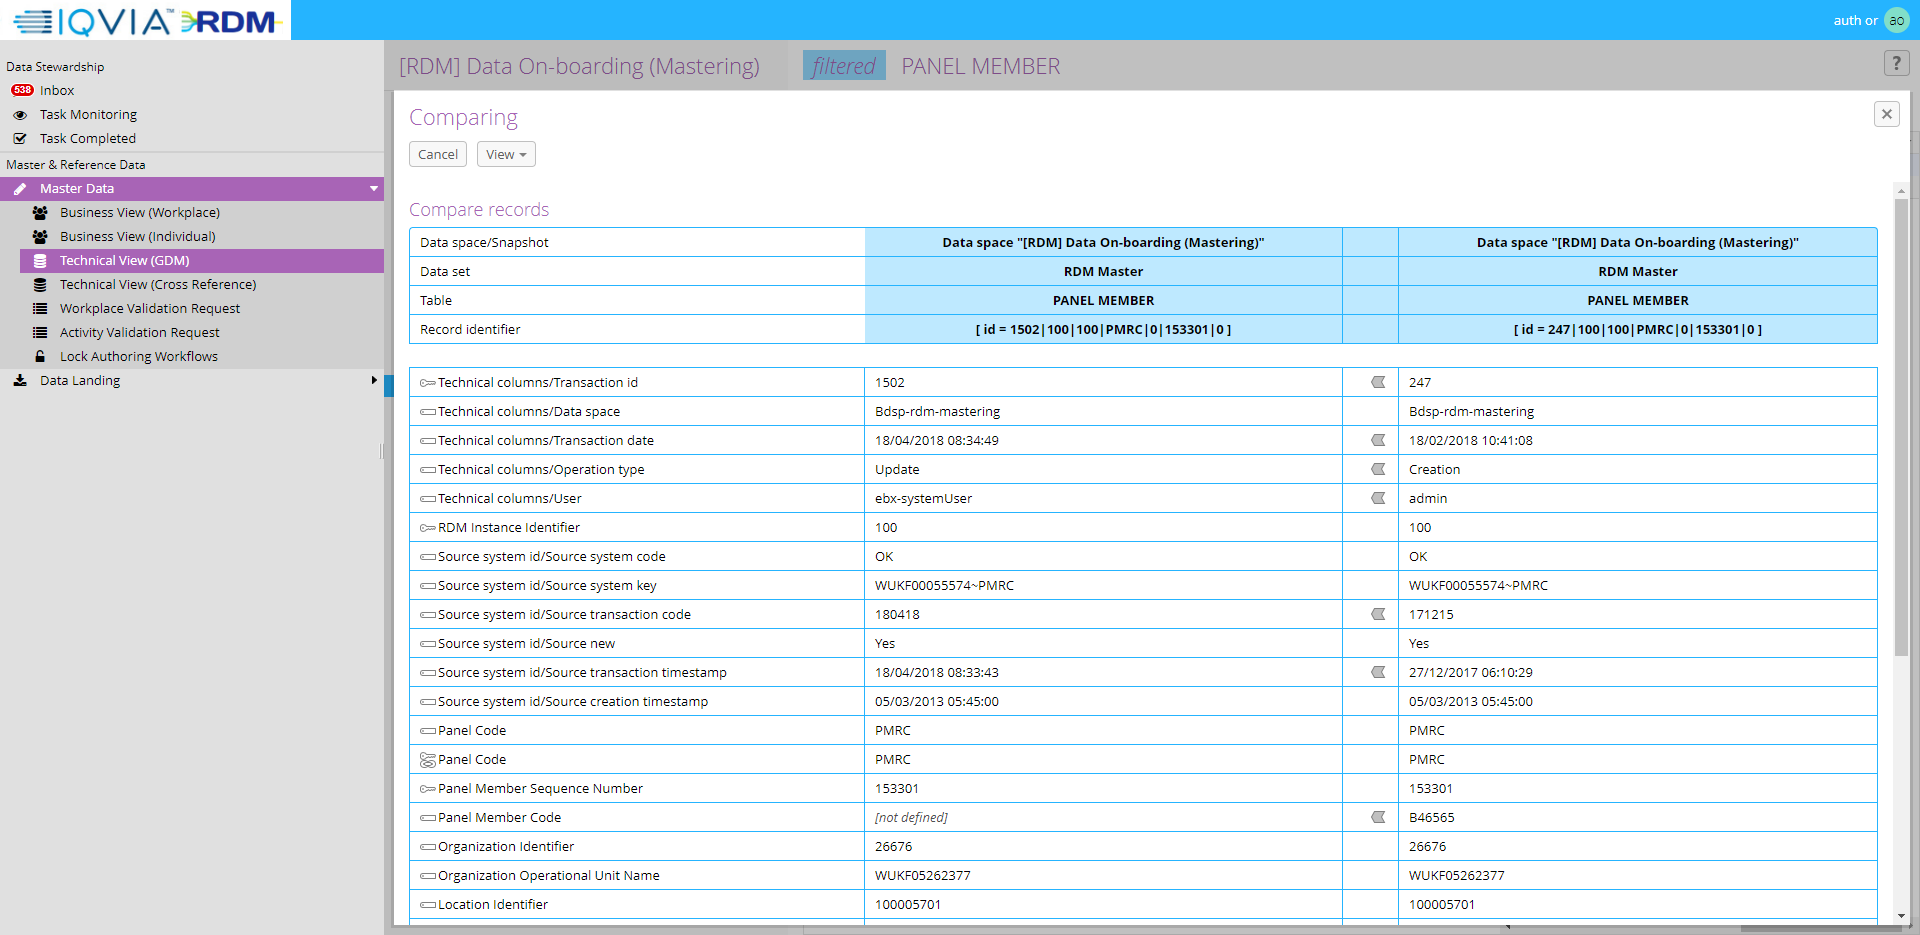 IQVIA™ RDM
auth or ao
Data Stewardship
538 Inbox
Task Monitoring
Task Completed
Master & Reference Data
Master Data
Business View (Workplace)
Business View (Individual)
Technical View (GDM)
Technical View (Cross Reference)
Workplace Validation Request
Activity Validation Request
Lock Authoring Workflows
Data Landing
[RDM] Data On-boarding (Mastering) filtered PANEL MEMBER ?
Comparing
Cancel View
Compare records
Data space/Snapshot Data space "[RDM] Data On-boarding (Mastering)" Data space "[RDM] Data On-boarding (Mastering)"
Data set RDM Master RDM Master
Table PANEL MEMBER PANEL MEMBER
Record identifier [ id = 1502|100|100|PMRC|0|153301|0 ] [ id = 247|100|100|PMRC|0|153301|0 ]
Technical columns/Transaction id 1502 247
Technical columns/Data space Bdsp-rdm-mastering Bdsp-rdm-mastering
Technical columns/Transaction date 18/04/2018 08:34:49 18/02/2018 10:41:08
Technical columns/Operation type Update Creation
Technical columns/User ebx-systemUser admin
RDM Instance Identifier 100 100
Source system id/Source system code OK OK
Source system id/Source system key WUKF00055574~PMRC WUKF00055574~PMRC
Source system id/Source transaction code 180418 171215
Source system id/Source new Yes Yes
Source system id/Source transaction timestamp 18/04/2018 08:33:43 27/12/2017 06:10:29
Source system id/Source creation timestamp 05/03/2013 05:45:00 05/03/2013 05:45:00
Panel Code PMRC PMRC
Panel Code PMRC PMRC
Panel Member Sequence Number 153301 153301
Panel Member Code [not defined] B46565
Organization Identifier 26676 26676
Organization Operational Unit Name WUKF05262377 WUKF05262377
Location Identifier 100005701 100005701